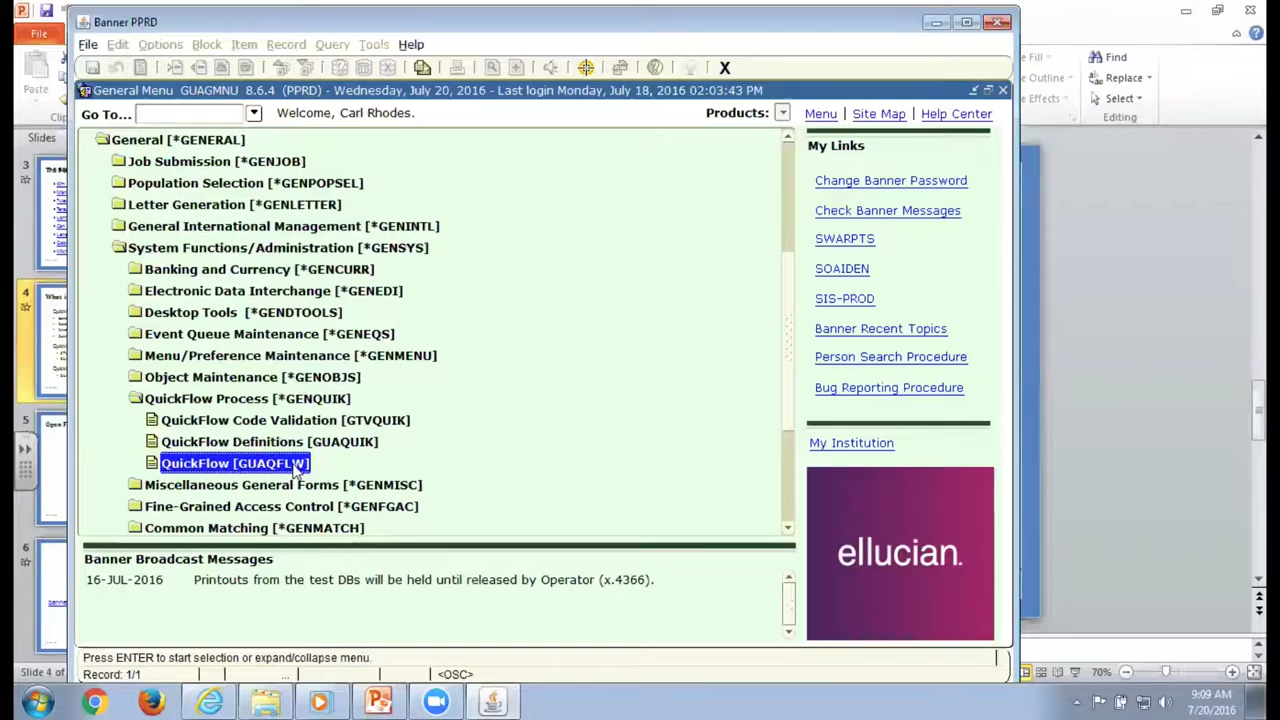 Banner PPRD
File
File Edit Options Block Item Record Query Tools Help
Paste
X
General Menu GUAGMNU 8.6.4 (PPRD) - Wednesday, July 20, 2016 - Last login Monday, July 18, 2016 02:03:43 PM
Go To... Welcome, Carl Rhodes. Products: Menu | Site Map | Help Center
Fill
Outline
Effects
Find
Replace
Select
Editing
Slides
3
4
5
6
General [*GENERAL]
Job Submission [*GENJOB]
Population Selection [*GENPOPSEL]
Letter Generation [*GENLETTER]
General International Management [*GENINTL]
System Functions/Administration [*GENSYS]
Banking and Currency [*GENCURR]
Electronic Data Interchange [*GENEDI]
Desktop Tools [*GENDTOOLS]
Event Queue Maintenance [*GENEQS]
Menu/Preference Maintenance [*GENMENU]
Object Maintenance [*GENOBJS]
QuickFlow Process [*GENQUIK]
QuickFlow Code Validation [GTVQUIK]
QuickFlow Definitions [GUAQUIK]
QuickFlow [GUAQFLW]
Miscellaneous General Forms [*GENMISC]
Fine-Grained Access Control [*GENFGAC]
Common Matching [*GENMATCH]
My Links
Change Banner Password
Check Banner Messages
SWARPTS
SOAIDEN
SIS-PROD
Banner Recent Topics
Person Search Procedure
Bug Reporting Procedure
My Institution
ellucian.
Banner Broadcast Messages
16-JUL-2016 Printouts from the test DBs will be held until released by Operator (x.4366).
Press ENTER to start selection or expand/collapse menu.
Record: 1/1 ... <OSC>
Slide 4 of
70%
9:09 AM
7/20/2016